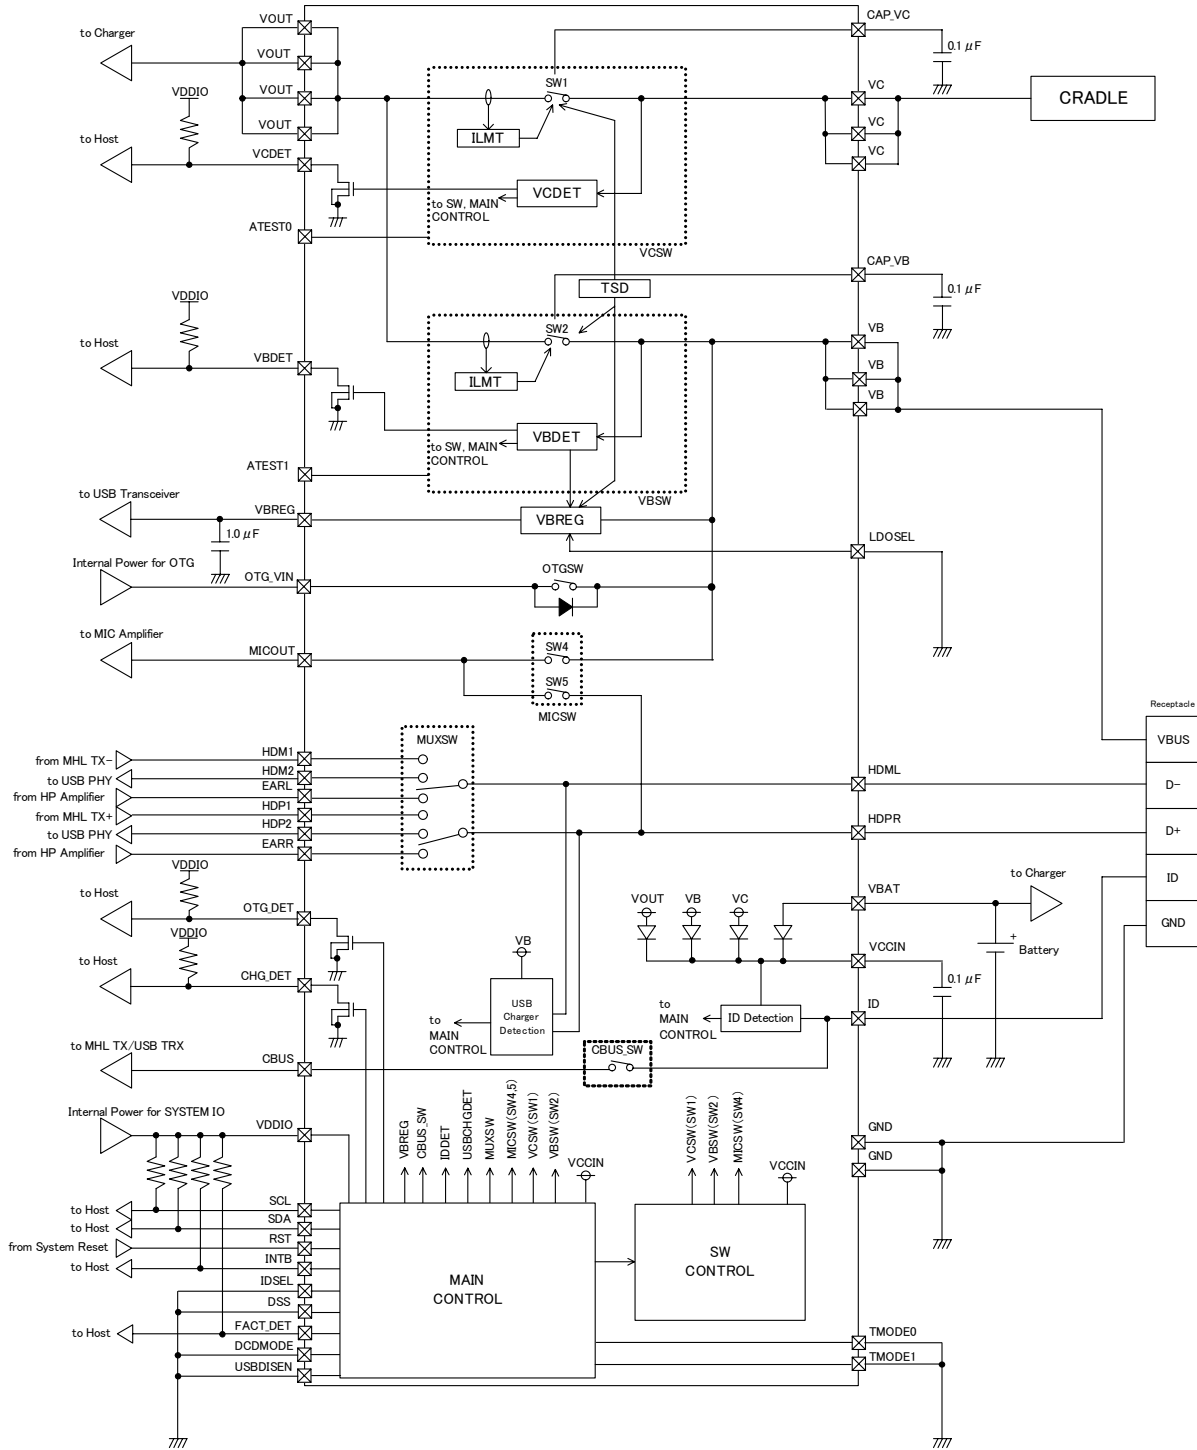 VOUT
to Charger
VOUT
VOUT
VOUT
VDDIO
to Host
VCDET
ATEST0
SW1
ILMT
VCDET
to SW, MAIN
CONTROL
VCSW
CAP_VC
0.1 μF
VC
VC
VC
CRADLE
TSD
CAP_VB
0.1 μF
VDDIO
to Host
VBDET
SW2
ILMT
VBDET
to SW, MAIN
CONTROL
VBSW
VB
VB
VB
ATEST1
to USB Transceiver
VBREG
1.0 μF
VBREG
LDOSEL
Internal Power for OTG
OTG_VIN
OTGSW
to MIC Amplifier
MICOUT
SW4
SW5
MICSW
Receptacle
VBUS
D-
D+
ID
GND
MUXSW
from MHL TX-
HDM1
to USB PHY
HDM2
from HP Amplifier
EARL
from MHL TX+
HDP1
to USB PHY
HDP2
from HP Amplifier
EARR
HDML
HDPR
VDDIO
to Host
OTG_DET
VDDIO
to Host
CHG_DET
VB
USB
Charger
Detection
to
MAIN
CONTROL
VOUT
VB
VC
VBAT
to Charger
+
Battery
VCCIN
0.1 μF
to
MAIN
CONTROL
ID Detection
ID
CBUS_SW
to MHL TX/USB TRX
CBUS
Internal Power for SYSTEM IO
VDDIO
VBREG
CBUS_SW
IDDET
USBCHGDET
MUXSW
MICSW(SW4,5)
VCSW(SW1)
VBSW(SW2)
VCCIN
VCSW(SW1)
VBSW(SW2)
MICSW(SW4)
VCCIN
GND
GND
to Host
SCL
to Host
SDA
from System Reset
RST
to Host
INTB
IDSEL
DSS
to Host
FACT_DET
DCDMODE
USBDISEN
MAIN
CONTROL
SW
CONTROL
TMODE0
TMODE1